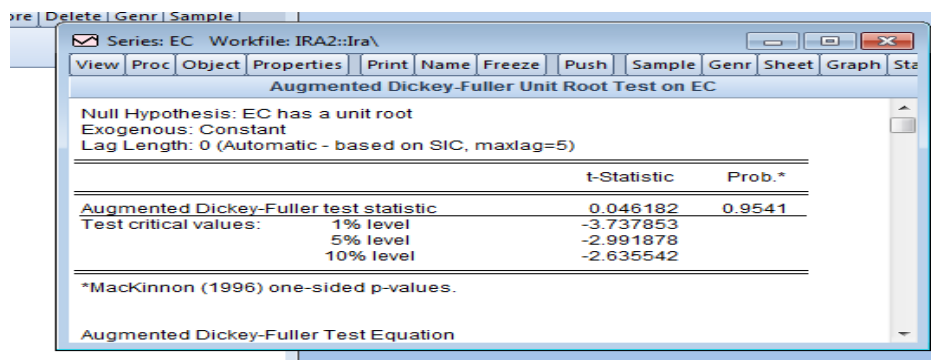 ore Delete Genr Sample
Series: EC Workfile: IRA2::Ira\
View Proc Object Properties Print Name Freeze Push Sample Genr Sheet Graph Sta
Augmented Dickey-Fuller Unit Root Test on EC
Null Hypothesis: EC has a unit root
Exogenous: Constant
Lag Length: 0 (Automatic - based on SIC, maxlag=5)
t-Statistic Prob.*
Augmented Dickey-Fuller test statistic 0.046182 0.9541
Test critical values: 1% level -3.737853
5% level -2.991878
10% level -2.635542
*MacKinnon (1996) one-sided p-values.
Augmented Dickey-Fuller Test Equation